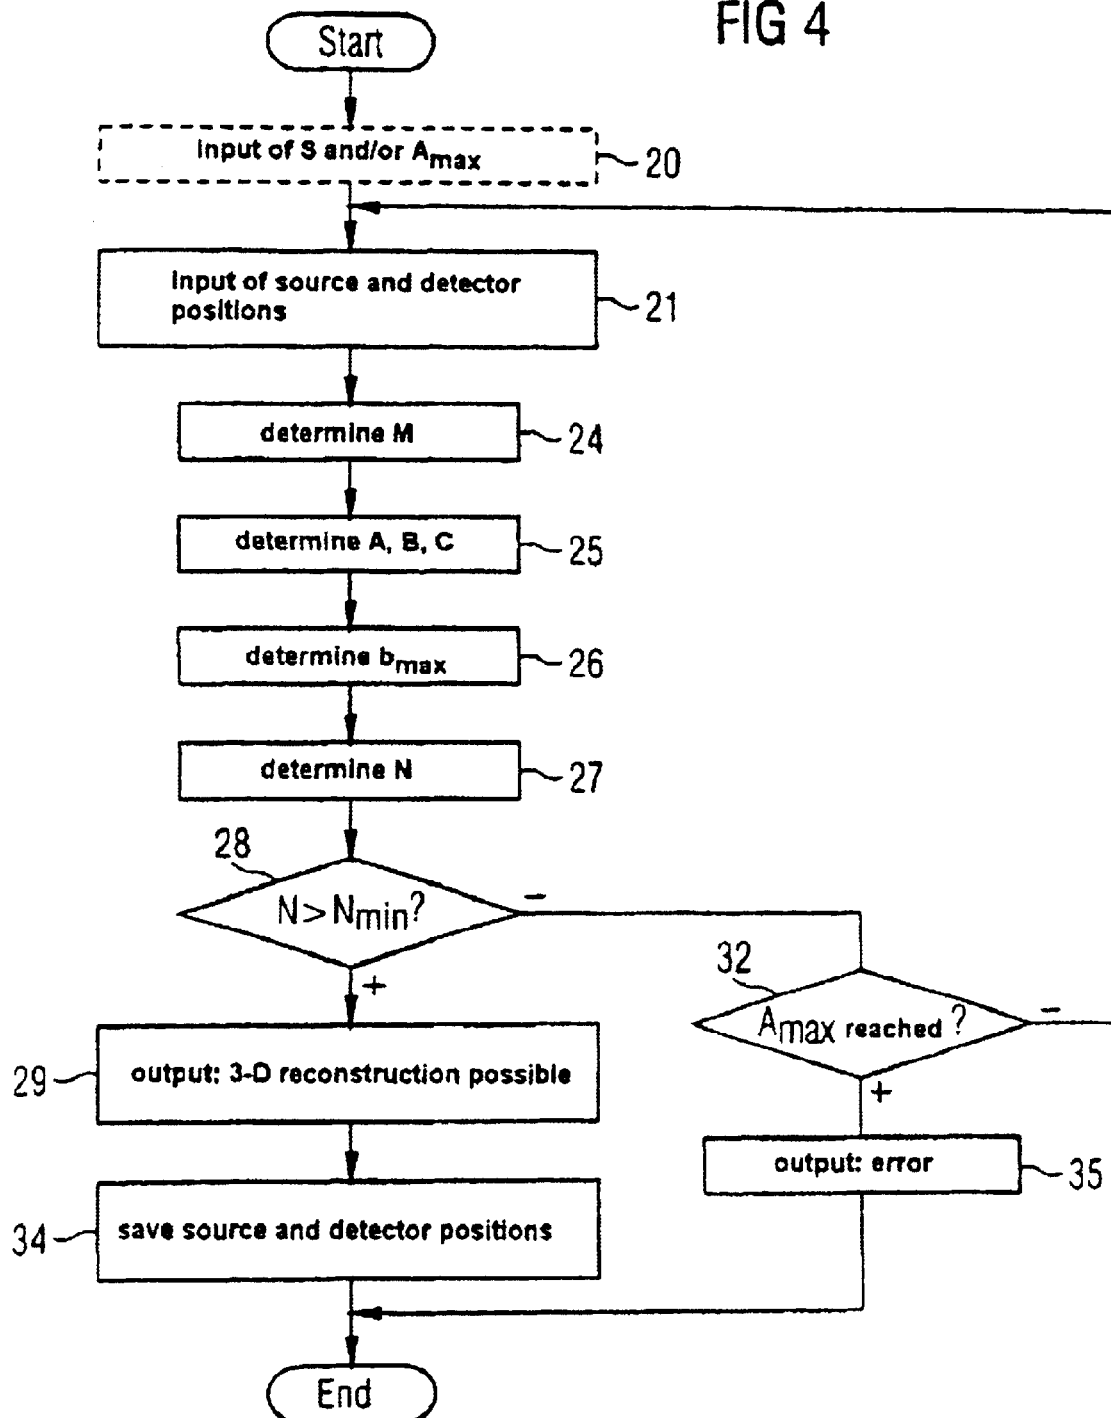 FIG 4
Start
Input of S and/or Amax
20
Input of source and detector
positions
21
determine M
24
determine A, B, C
25
determine bmax
26
determine N
27
28
N > Nmin?
-
+
32
Amax reached ?
-
+
output: 3-D reconstruction possible
29
output: error
35
save source and detector positions
34
End